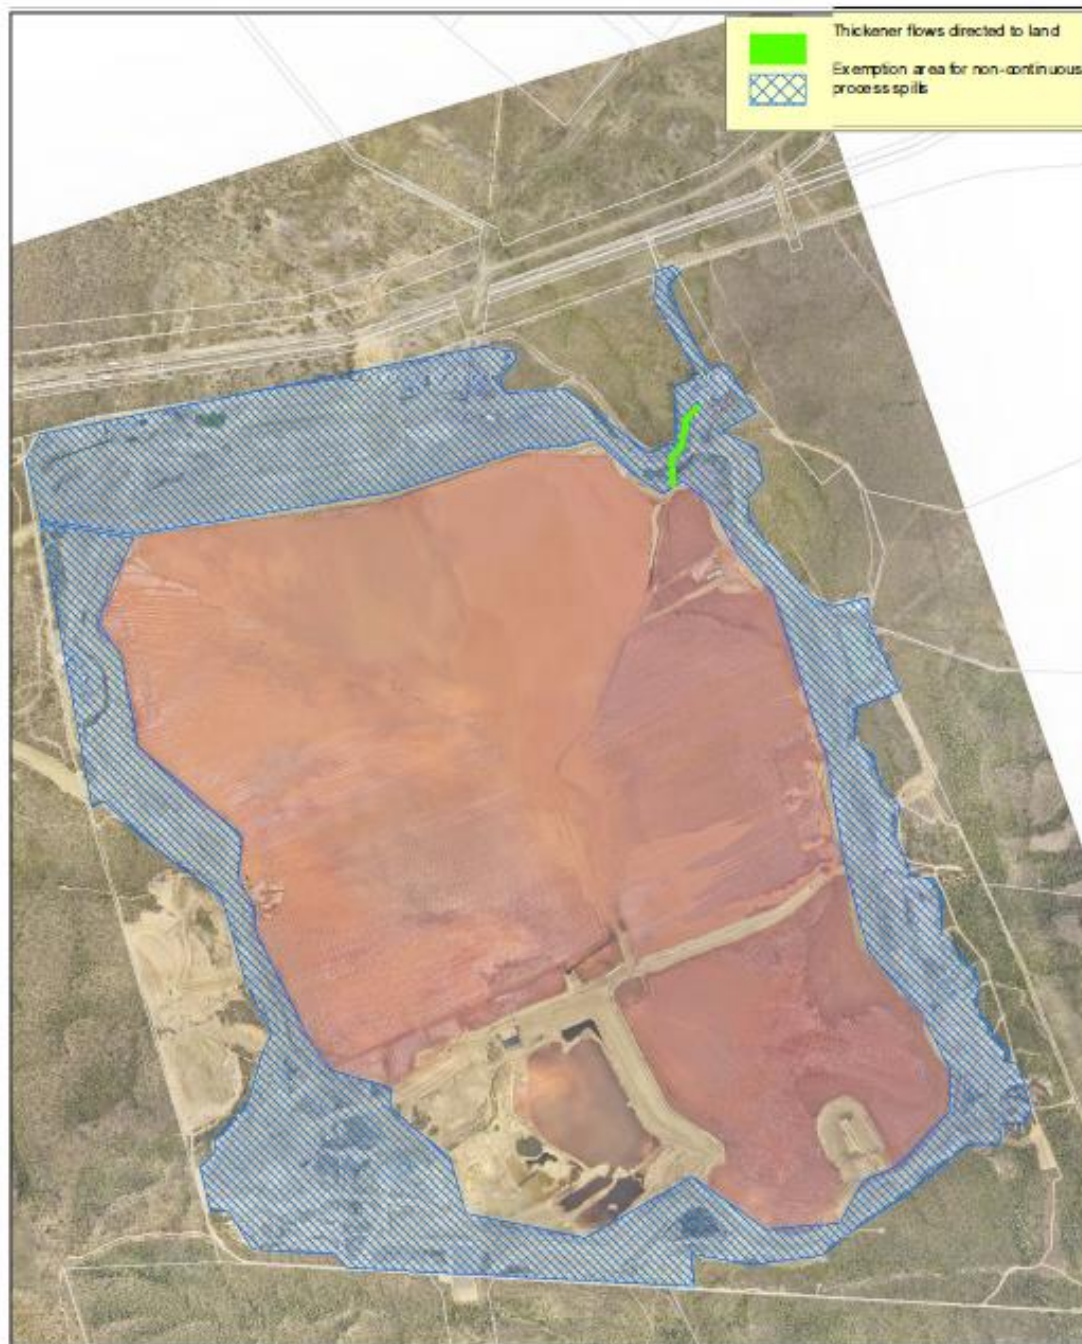 Thickener flows directed to land
Exemption area for non-continuous
process spills